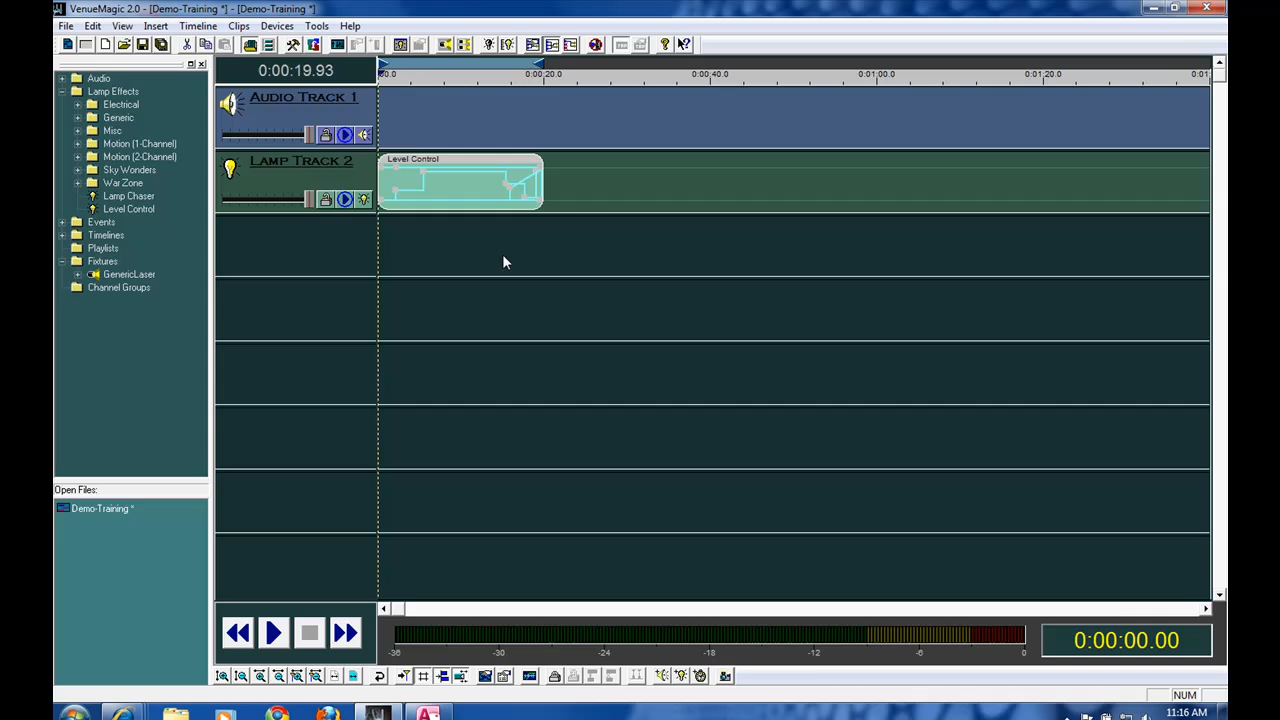 VenueMagic 2.0 - [Demo-Training *] - [Demo-Training *]
File Edit View Insert Timeline Clips Devices Tools Help
0:00:19.93
0:00:20.0 0:00:40.0 0:01:00.0 0:01:20.0
Audio
Lamp Effects
Electrical
Generic
Misc
Motion (1-Channel)
Motion (2-Channel)
Sky Wonders
War Zone
Lamp Chaser
Level Control
Events
Timelines
Playlists
Fixtures
GenericLaser
Channel Groups
Audio Track 1
Lamp Track 2
Level Control
Open Files:
Demo-Training *
-36 -30 -24 -18 -12 -6 0
0:00:00.00
NUM
11:16 AM